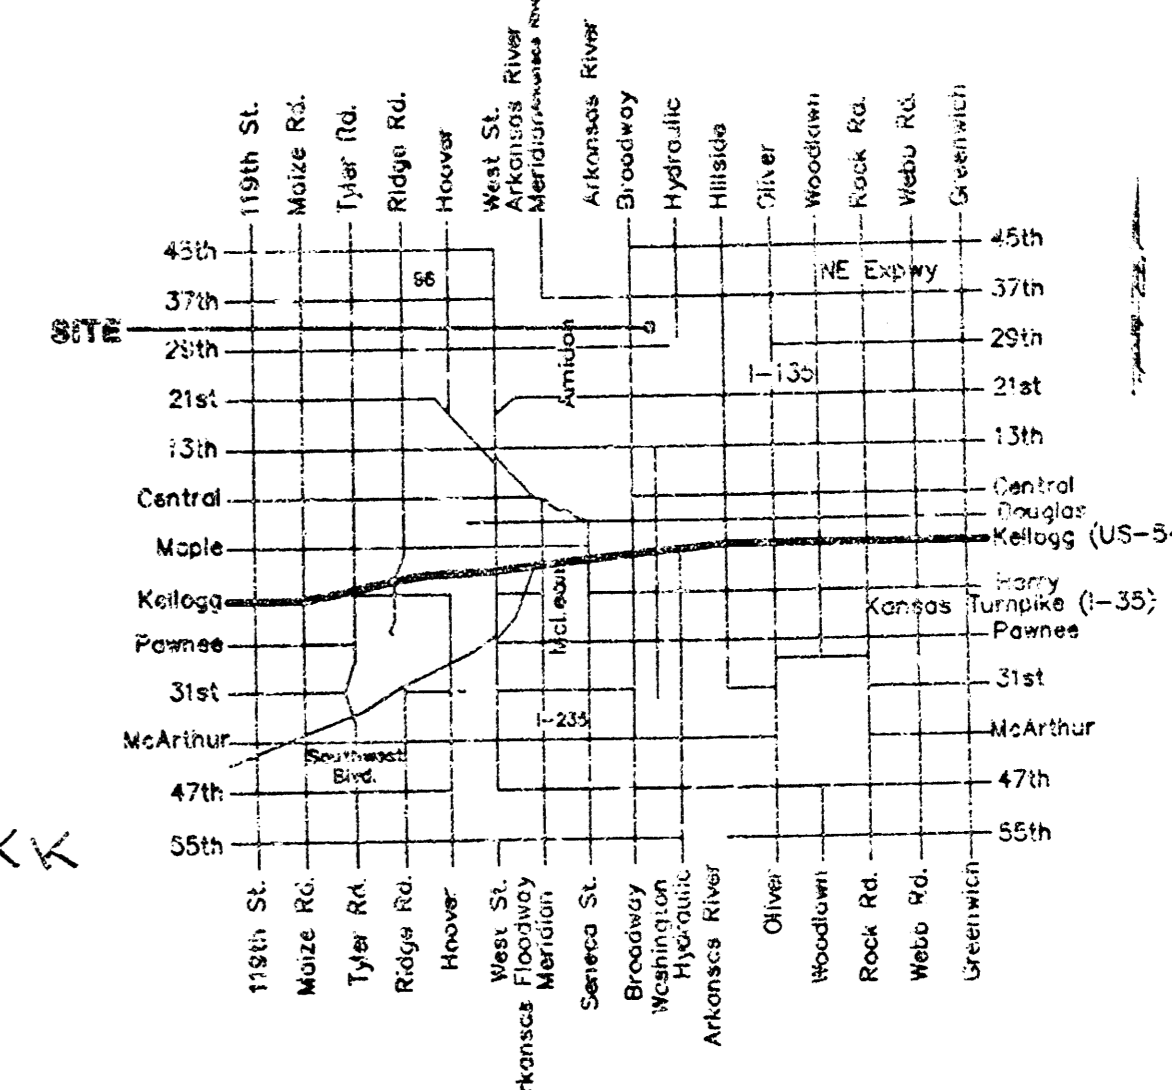 119th St.
Maize Rd.
Tyler Rd.
Ridge Rd.
Hoover
West St.
Arkansas River
Meridian
Arkansas River
Broadway
Hydraulic
Hillside
Oliver
Woodlawn
Rock Rd.
Webb Rd.
Greenwich
45th
37th
SITE
29th
21st
13th
Central
Maple
Kellogg
Pawnee
31st
McArthur
47th
55th
96
Amidon
NE Expwy
I-135
McLean
I-235
Southwest
Blvd.
45th
37th
29th
21st
13th
Central
Douglas
Kellogg (US-54
Harry
Kansas Turnpike (I-35)
Pawnee
31st
McArthur
47th
55th
KK
119th St.
Maize Rd.
Tyler Rd.
Ridge Rd.
Hoover
West St.
rkansas Floodway
Meridian
Seneca St.
Broadway
Washington
Hydraulic
Arkansas River
Oliver
Woodlawn
Rock Rd.
Webb Rd.
Greenwich